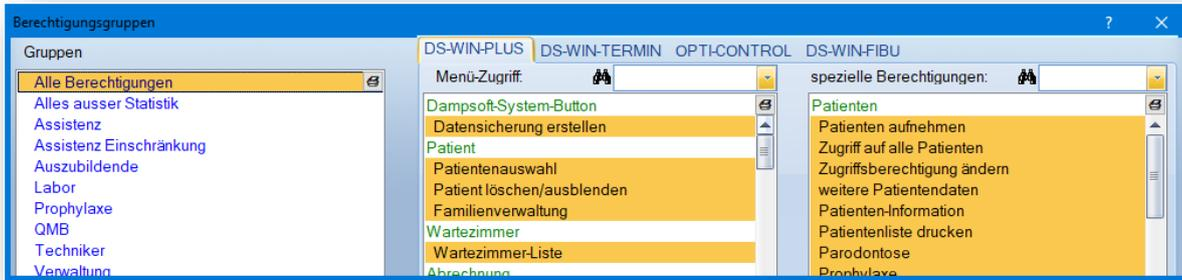 Berechtigungsgruppen ?
Gruppen
Alle Berechtigungen
Alles ausser Statistik
Assistenz
Assistenz Einschränkung
Auszubildende
Labor
Prophylaxe
QMB
Techniker
Verwaltung
DS-WIN-PLUS DS-WIN-TERMIN OPTI-CONTROL DS-WIN-FIBU
Menü-Zugriff:
Dampsoft-System-Button
Datensicherung erstellen
Patient
Patientenauswahl
Patient löschen/ausblenden
Familienverwaltung
Wartezimmer
Wartezimmer-Liste
Abrechnung
spezielle Berechtigungen:
Patienten
Patienten aufnehmen
Zugriff auf alle Patienten
Zugriffsberechtigung ändern
weitere Patientendaten
Patienten-Information
Patientenliste drucken
Parodontose
Prophylaxe